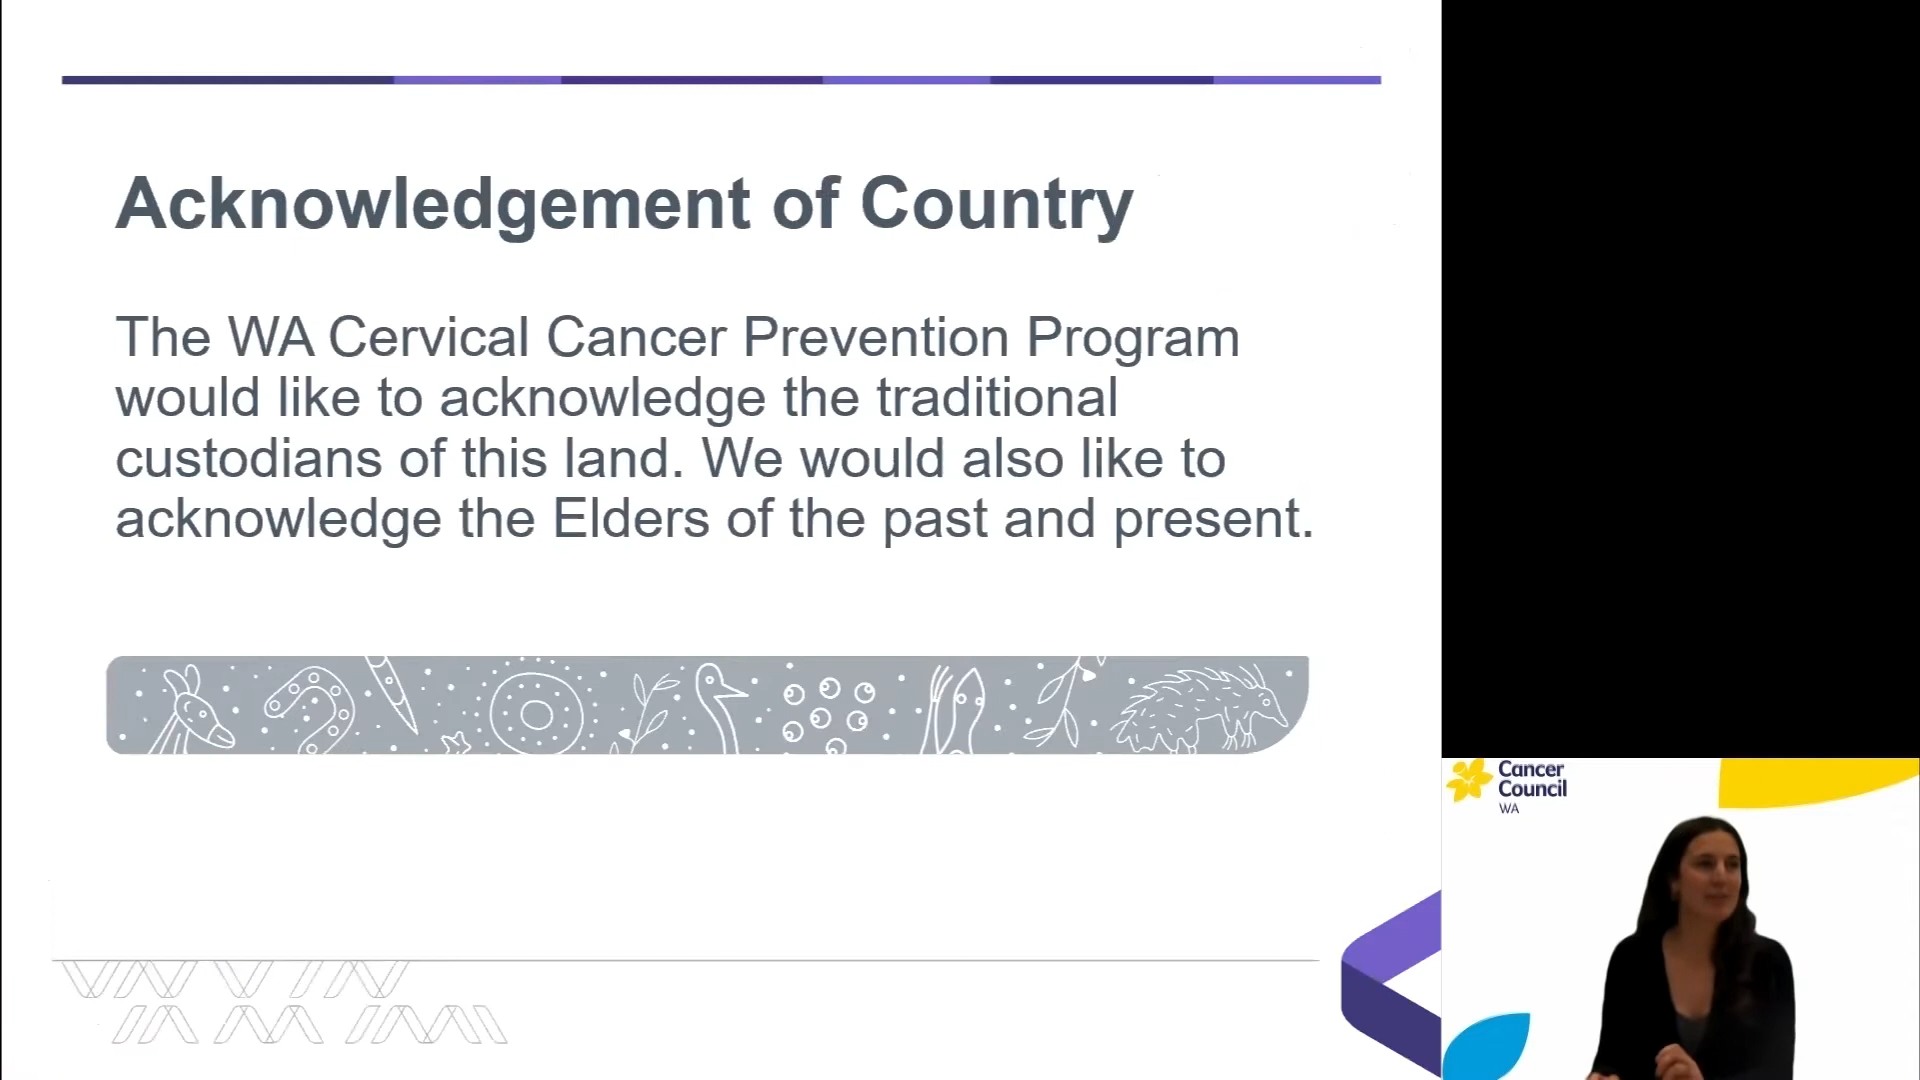 Acknowledgement of Country
The WA Cervical Cancer Prevention Program
would like to acknowledge the traditional
custodians of this land. We would also like to
acknowledge the Elders of the past and present.
Cancer
Council
WA